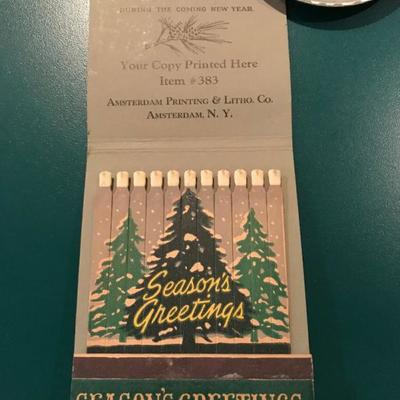 DURING THE COMING NEW YEAR.
Your Copy Printed Here
Item #383
AMSTERDAM PRINTING & LITHO. CO.
AMSTERDAM, N. Y.
Season's
Greetings
SEASON'S GREETINGS